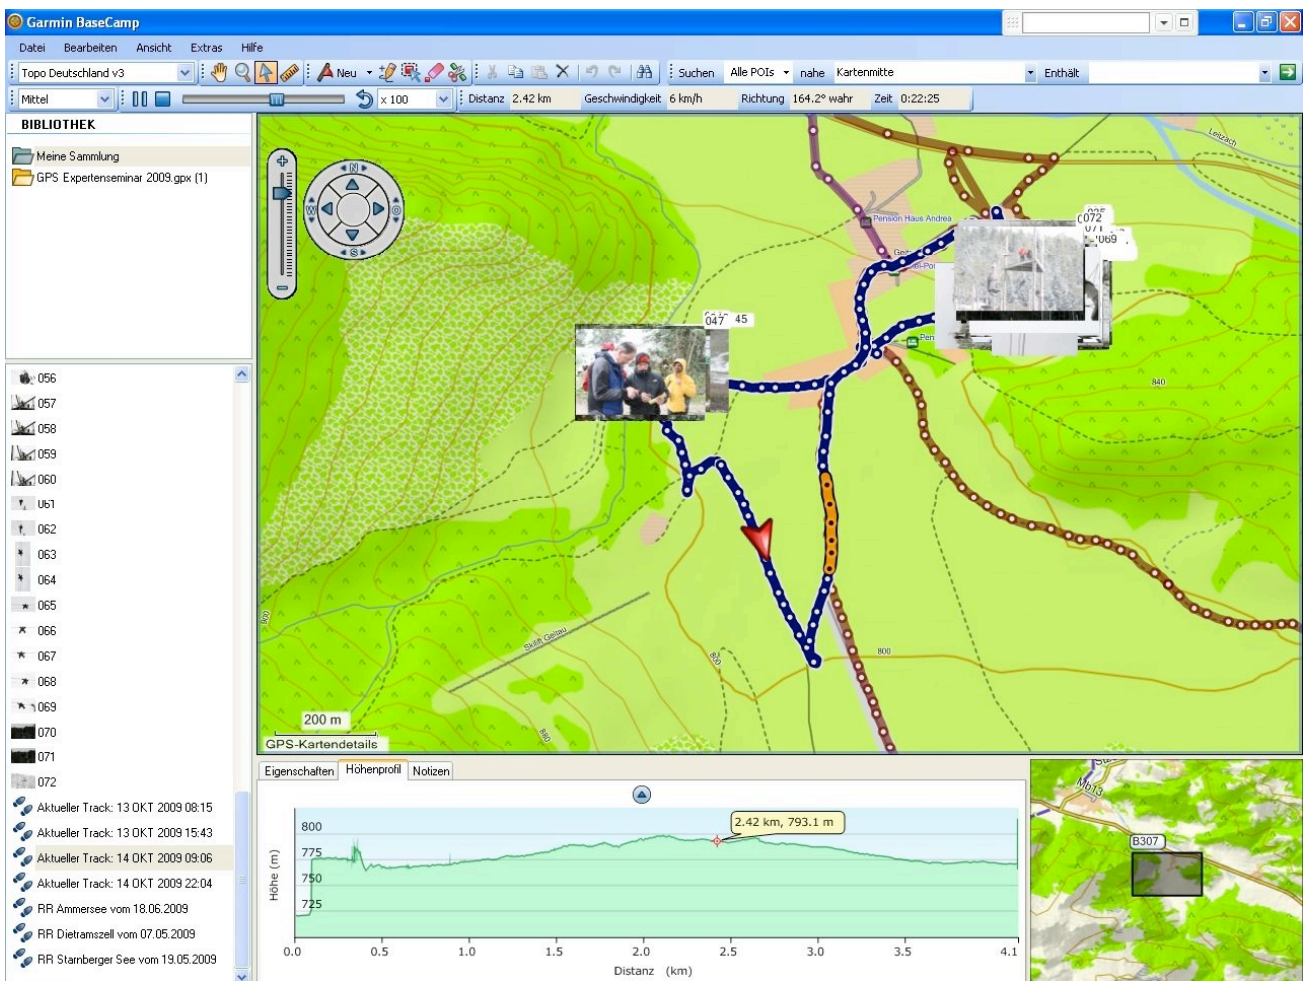 Garmin BaseCamp
Datei Bearbeiten Ansicht Extras Hilfe
Topo Deutschland v3 Neu Suchen Alle POIs nahe Kartenmitte Enthält
Mittel x 100 Distanz 2.42 km Geschwindigkeit 6 km/h Richtung 164.2° wahr Zeit 0:22:25
BIBLIOTHEK
Meine Sammlung
GPS Expertenseminar 2009.gpx (1)
056
057
058
059
060
061
062
063
064
065
066
067
068
069
070
071
072
Aktueller Track: 13 OKT 2009 08:15
Aktueller Track: 13 OKT 2009 15:43
Aktueller Track: 14 OKT 2009 09:06
Aktueller Track: 14 OKT 2009 22:04
RR Ammersee vom 18.06.2009
RR Dietramszell vom 07.05.2009
RR Starnberger See vom 19.05.2009
N
W O
S
Leitzach
Pension Haus Andrea
072
071
069
047 45
840
800
Skilift Geitau
800
800
880
200 m
GPS-Kartendetails
Eigenschaften Höhenprofil Notizen
2.42 km, 793.1 m
Höhe (m)
800
775
750
725
0.0 0.5 1.0 1.5 2.0 2.5 3.0 3.5 4.1
Distanz (km)
Mb13
B307